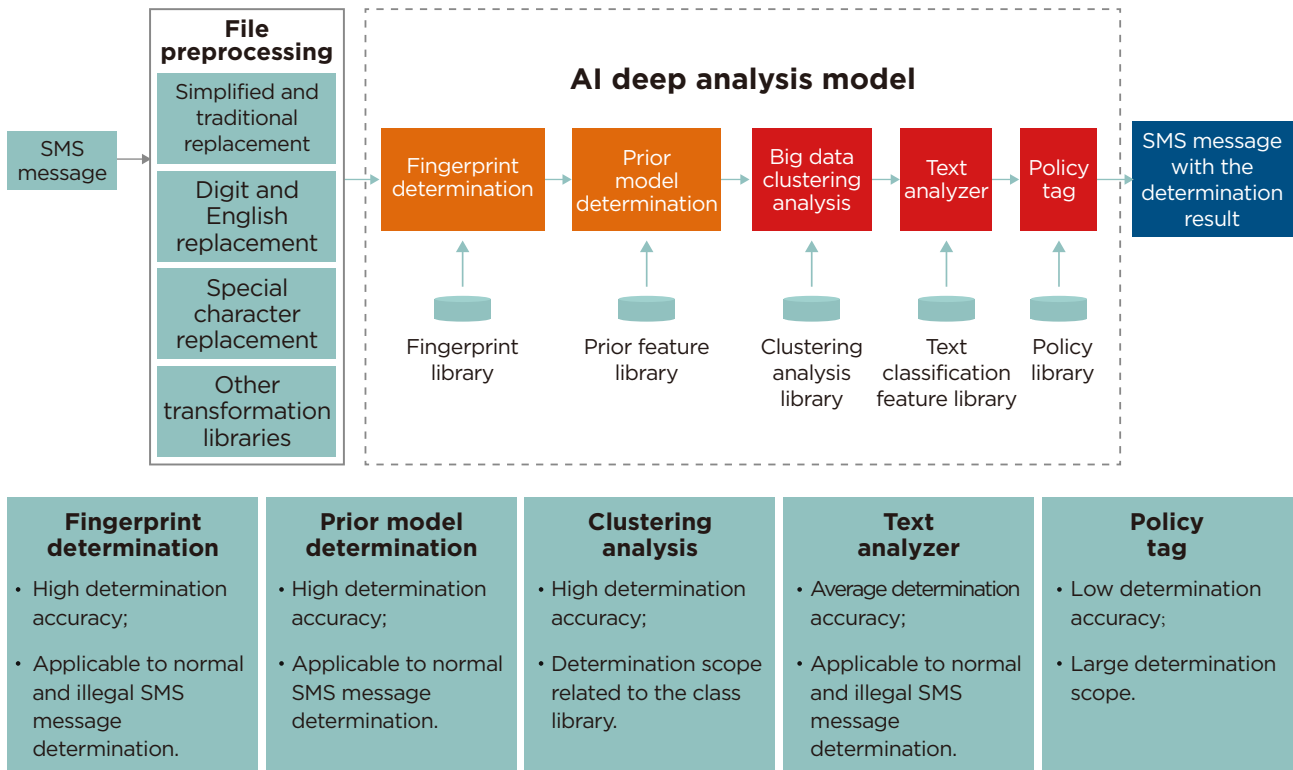 File
preprocessing
Simplified and
traditional
replacement
Digit and
English
replacement
Special
character
replacement
Other
transformation
libraries
SMS
message
AI deep analysis model
Fingerprint
determination
Prior
model
determination
Big data
clustering
analysis
Text
analyzer
Policy
tag
SMS message
with the
determination
result
Fingerprint
library
Prior feature
library
Clustering
analysis
library
Text
classification
feature library
Policy
library
Fingerprint
determination
• High determination
accuracy;
• Applicable to normal
and illegal SMS
message
determination.
Prior model
determination
• High determination
accuracy;
• Applicable to normal
SMS message
determination.
Clustering
analysis
• High determination
accuracy;
• Determination scope
related to the class
library.
Text
analyzer
• Average determination
accuracy;
• Applicable to normal
and illegal SMS
message
determination.
Policy
tag
• Low determination
accuracy;
• Large determination
scope.